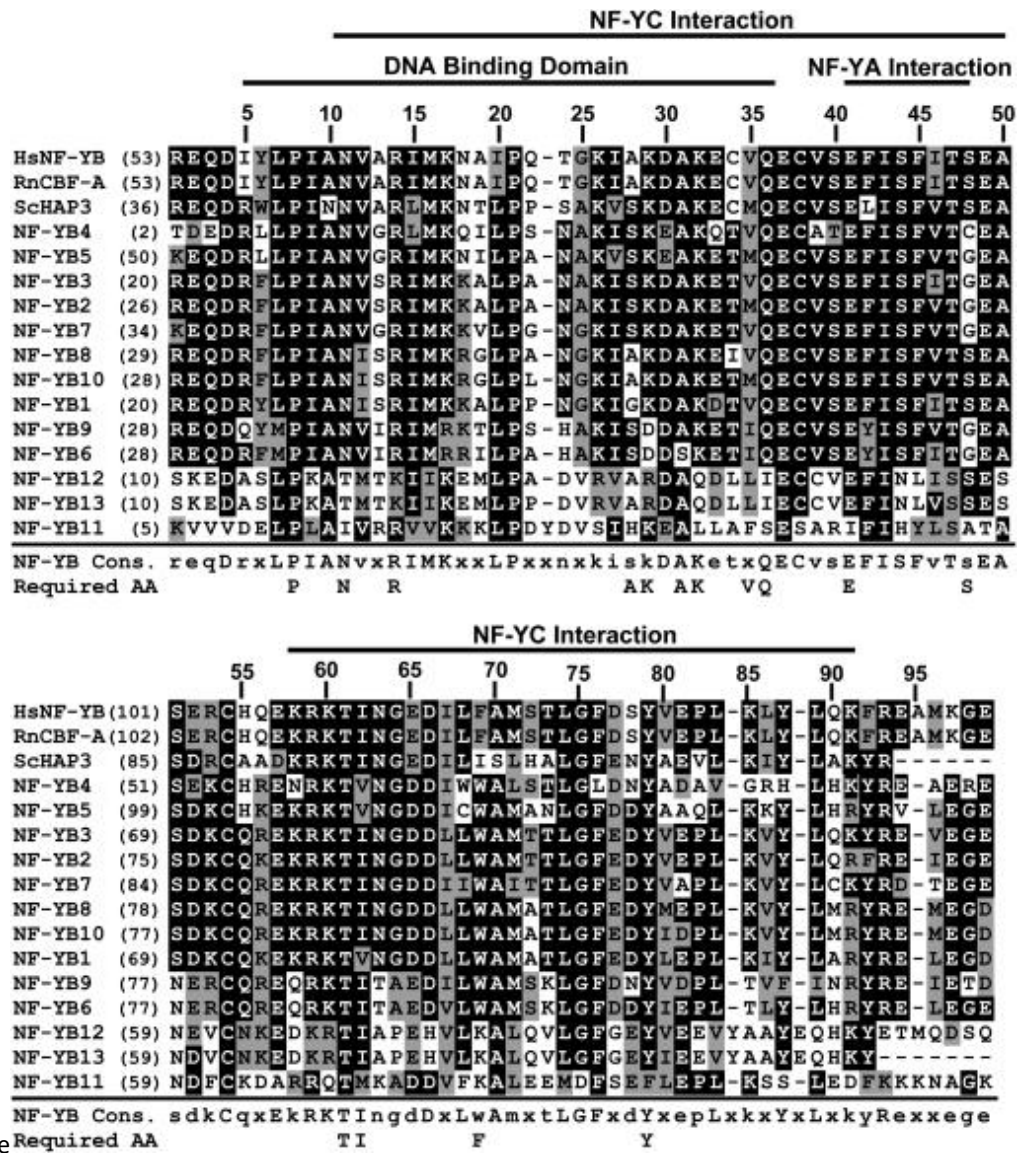 NF-YC Interaction
DNA Binding Domain NF-YA Interaction
5 10 15 20 25 30 35 40 45 50
HsNF-YB (53) REQDIYLPIANVARIMKNAIPQ-TGKIAKDAKECVQECVSEFISFITSEA
RnCBF-A (53) REQDIYLPIANVARIMKNAIPQ-TGKIAKDAKECVQECVSEFISFITSEA
ScHAP3 (36) REQDRWLPINNVARLMKNTLPP-SAKVSKDAKECMQECVSELISFVTSEA
NF-YB4 (2) TDEDRLLPIANVGRLMKQILPS-NAKISKEAKQTVQECATEFISFVTCEA
NF-YB5 (50) KEQDRLLPIANVGRIMKNILPA-NAKVSKEAKETMQECVSEFISFVTGEA
NF-YB3 (20) REQDRFLPIANVSRIMKKALPA-NAKISKDAKETVQECVSEFISFITGEA
NF-YB2 (26) REQDRFLPIANVSRIMKKALPA-NAKISKDAKETMQECVSEFISFVTGEA
NF-YB7 (34) KEQDRFLPIANVGRIMKKVLPG-NGKISKDAKETVQECVSEFISFVTGEA
NF-YB8 (29) REQDRFLPIANISRIMKRGLPA-NGKIAKDAKEIVQECVSEFISFVTSEA
NF-YB10 (28) REQDRFLPIANISRIMKRGLPL-NGKIAKDAKETMQECVSEFISFVTSEA
NF-YB1 (20) REQDRYLPIANISRIMKKALPP-NGKIGKDAKDTVQECVSEFISFITSEA
NF-YB9 (28) REQDQYMPIANVIRIMRKTLPS-HAKISDDAKETIQECVSEYISFVTGEA
NF-YB6 (28) REQDRFMPIANVIRIMRRILPA-HAKISDDSKETIQECVSEYISFITGEA
NF-YB12 (10) SKEDASLPKATMTKIIKEMLPA-DVRVARDAQDLLIECCVEFINLISSES
NF-YB13 (10) SKEDASLPKATMTKIIKEMLPP-DVRVARDAQDLLIECCVEFINLVSSES
NF-YB11 (5) KVVVDELPLAIVRRVVKKKLPDYDVSIHKEALLAFSESARIFIHYLSATA
NF-YB Cons. reqDrxLPIANvxRIMKxxLPxxnxkiskDAKetxQECvsEFISFvTsEA
Required AA P N R AK AK VQ E S
NF-YC Interaction
55 60 65 70 75 80 85 90 95
HsNF-YB (101) SERCHQEKRKTINGEDILFAMSTLGFDSYVEPL-KLY-LQKFREAMKGE
RnCBF-A (102) SERCHQEKRKTINGEDILFAMSTLGFDSYVEPL-KLY-LQKFREAMKGE
ScHAP3 (85) SDRCAADKRKTINGEDILISLHALGFENYAEVL-KIY-LAKYR------
NF-YB4 (51) SEKCHRENRKTVNGDDIWWALSTLGLDNYADAV-GRH-LHKYRE-AERE
NF-YB5 (99) SDKCHKEKRKTVNGDDICWAMANLGFDDYAAQL-KKY-LHRYRV-LEGE
NF-YB3 (69) SDKCQREKRKTINGDDLLWAMTTLGFEDYVEPL-KVY-LQKYRE-VEGE
NF-YB2 (75) SDKCQKEKRKTINGDDLLWAMTTLGFEDYVEPL-KVY-LQRFRE-IEGE
NF-YB7 (84) SDKCQREKRKTINGDDIIWAITTLGFEDYVAPL-KVY-LCKYRD-TEGE
NF-YB8 (78) SDKCQREKRKTINGDDLLWAMATLGFEDYMEPL-KVY-LMRYRE-MEGD
NF-YB10 (77) SDKCQREKRKTINGDDLLWAMATLGFEDYIDPL-KVY-LMRYRE-MEGD
NF-YB1 (69) SDKCQKEKRKTVNGDDLLWAMATLGFEDYLEPL-KIY-LARYRE-LEGD
NF-YB9 (77) NERCQREQRKTITAEDILWAMSKLGFDNYVDPL-TVF-INRYRE-IETD
NF-YB6 (77) NERCQREQRKTITAEDVLWAMSKLGFDDYIEPL-TLY-LHRYRE-LEGE
NF-YB12 (59) NEVCNKEDKRTIAPEHVLKALQVLGFGEYVEEVYAAYEQHKYETMQDSQ
NF-YB13 (59) NDVCNKEDKRTIAPEHVLKALQVLGFGEYIEEVYAAYEQHKY-------
NF-YB11 (59) NDFCKDARRQTMKADDVFKALEEMDFSEFLEPL-KSS-LEDFKKKNAGK
NF-YB Cons. sdkCqxEkRKTIngdDxLwAmxtLGFxdYxepLxkxYxLxkyRexxege
e Required AA TI F Y